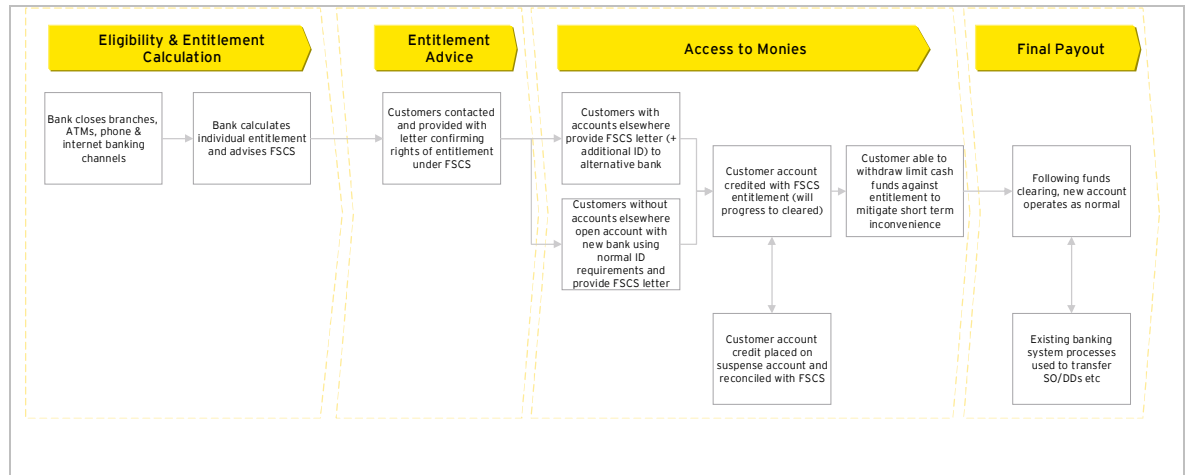 Eligibility & Entitlement
Calculation
Entitlement
Advice
Access to Monies
Final Payout
Bank closes branches,
ATMs, phone &
internet banking
channels
Bank calculates
individual entitlement
and advises FSCS
Customers contacted
and provided with
letter confirming
rights of entitlement
under FSCS
Customers with
accounts elsewhere
provide FSCS letter (+
additional ID) to
alternative bank
Customers without
accounts elsewhere
open account with
new bank using
normal ID
requirements and
provide FSCS letter
Customer account
credited with FSCS
entitlement (will
progress to cleared)
Customer able to
withdraw limit cash
funds against
entitlement to
mitigate short term
inconvenience
Following funds
clearing, new account
operates as normal
Customer account
credit placed on
suspense account and
reconciled with FSCS
Existing banking
system processes
used to transfer
SO/DDs etc